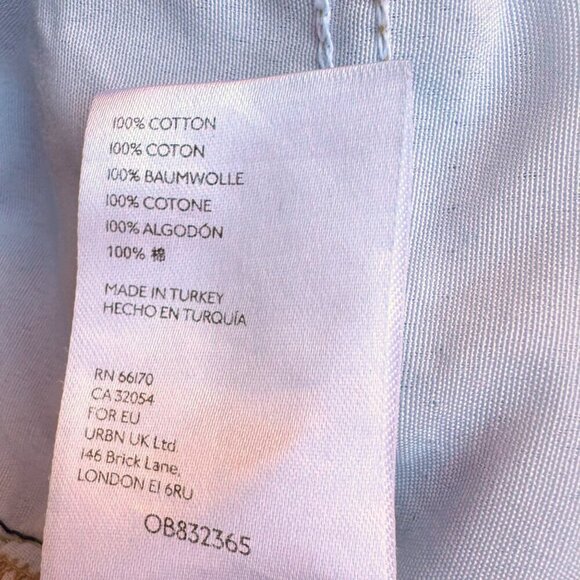 100% COTTON
100% COTON
100% BAUMWOLLE
100% COTONE
100% ALGODÓN
100% 棉
MADE IN TURKEY
HECHO EN TURQUÍA
RN 66170
CA 32054
FOR EU
URBN UK Ltd.
146 Brick Lane,
LONDON E1 6RU
OB832365